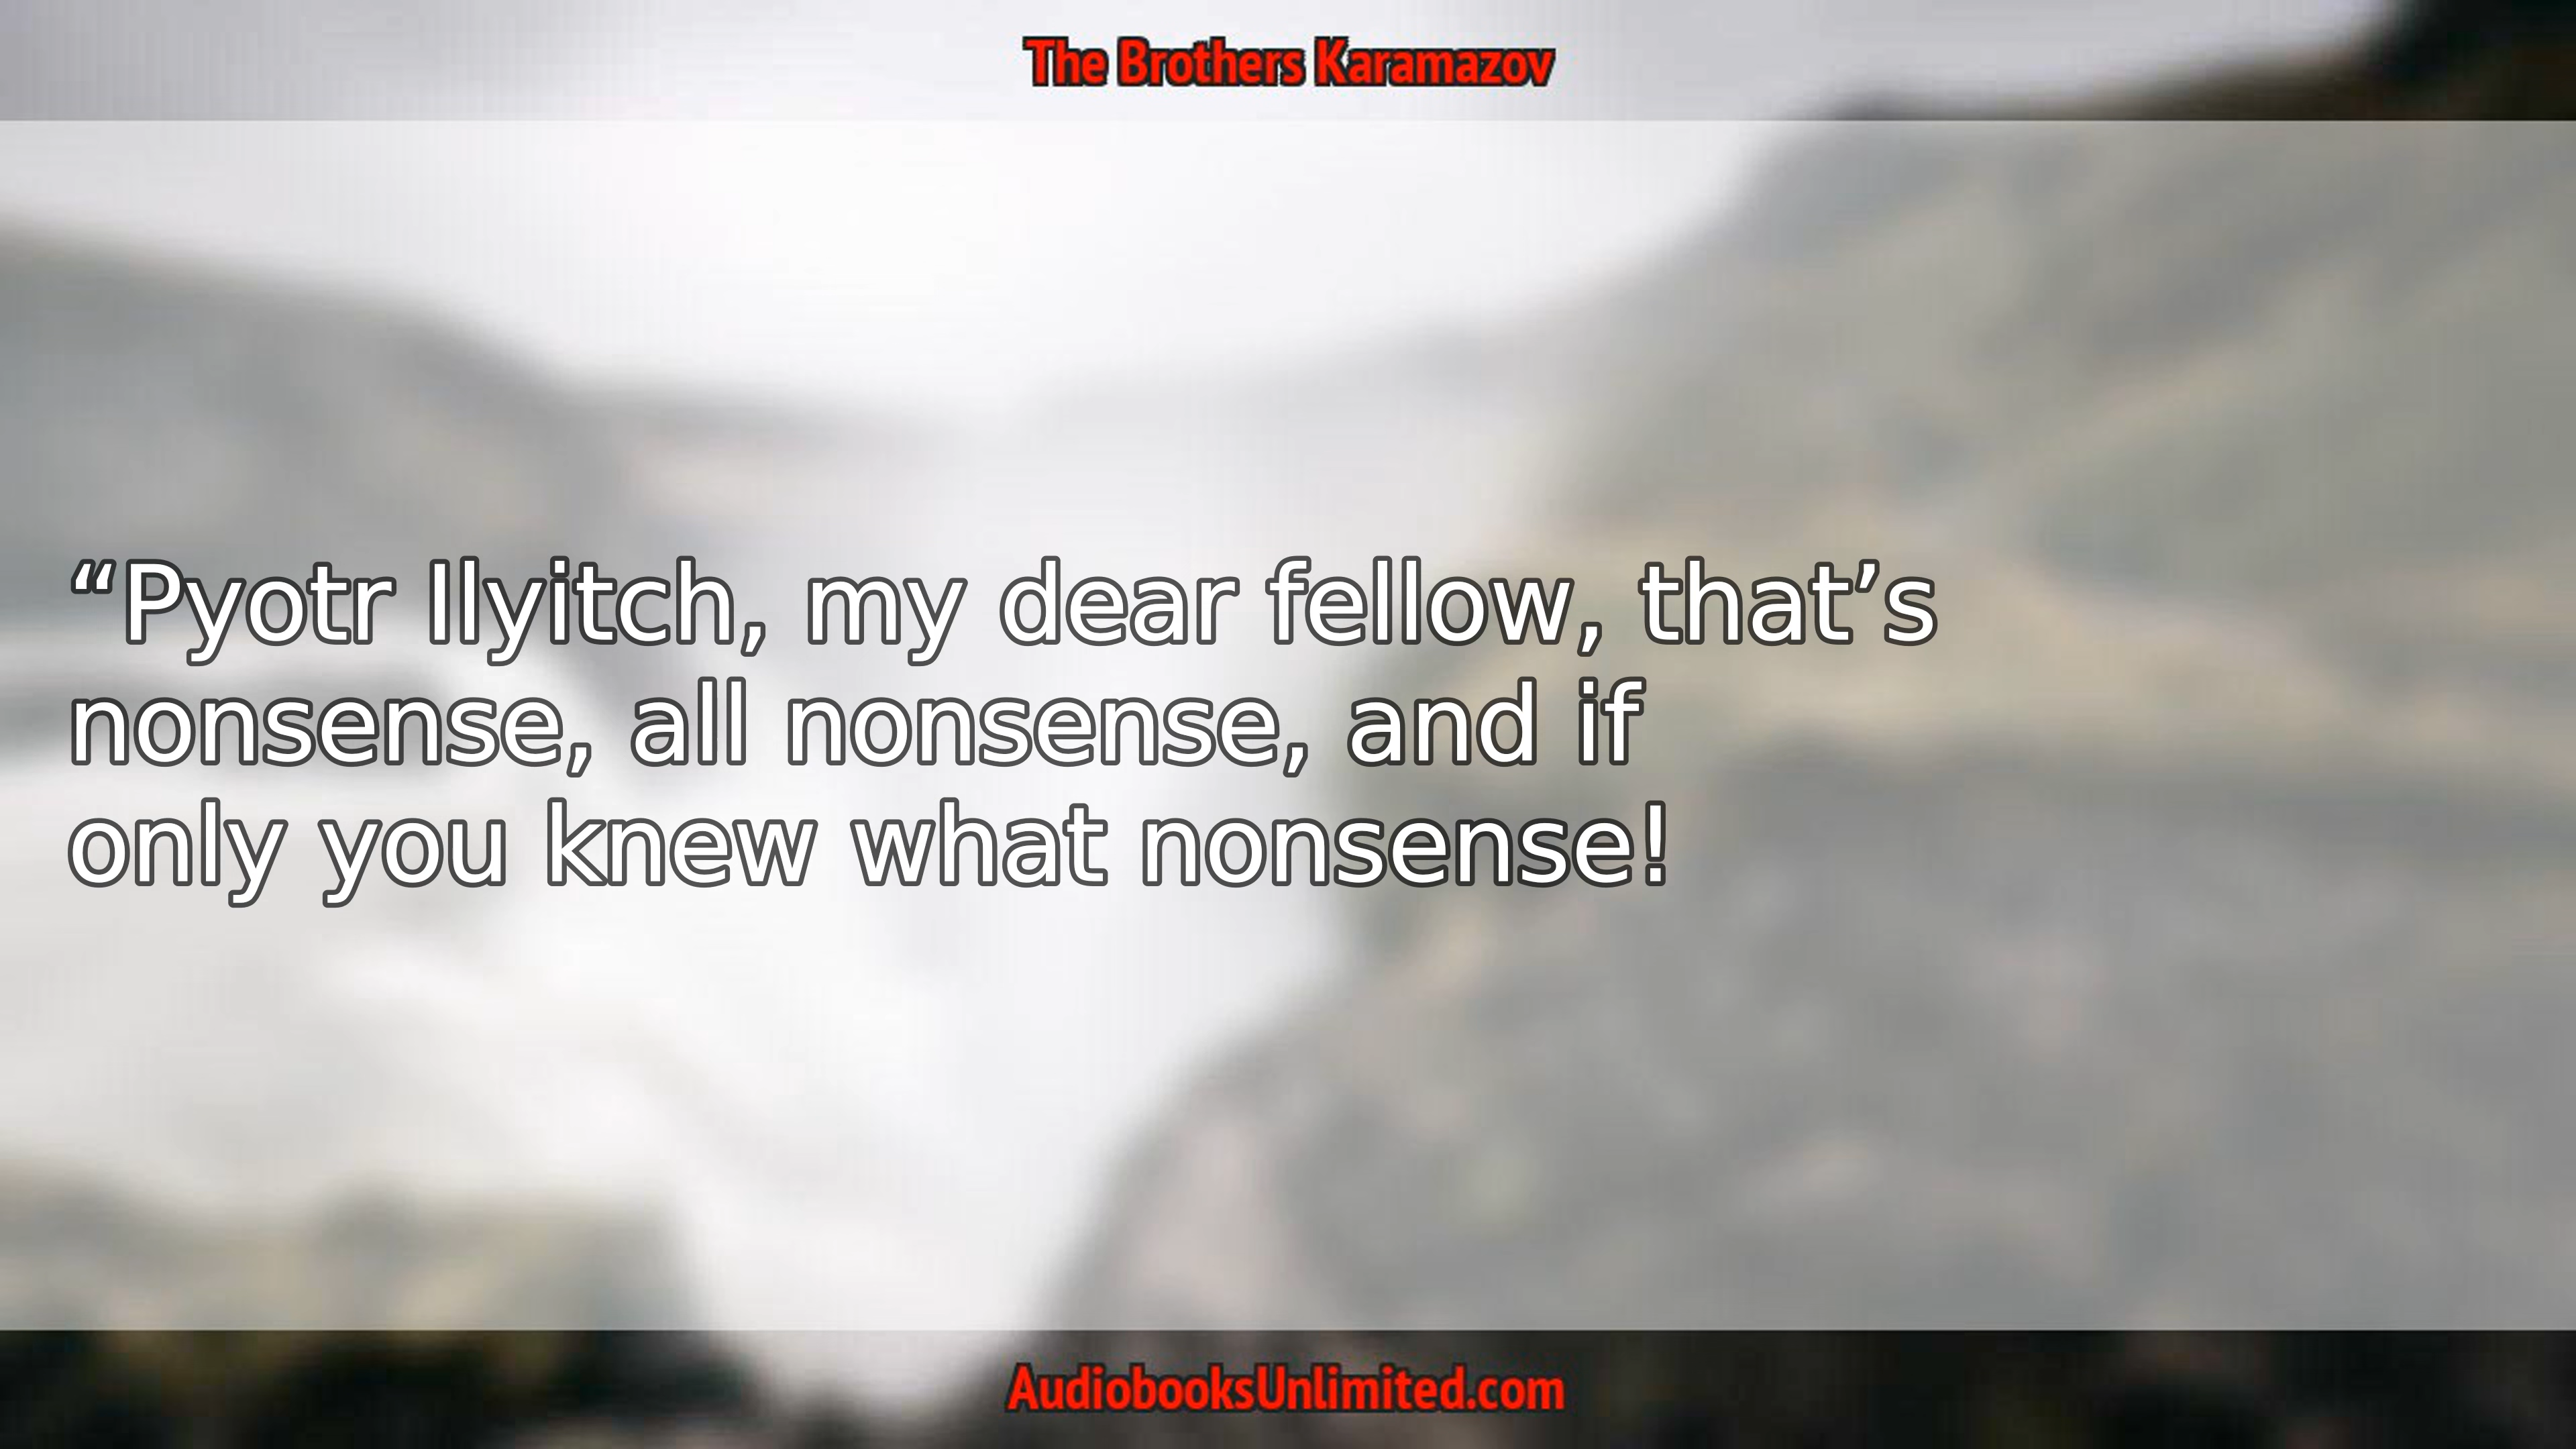 The Brothers Karamazov
“Pyotr Ilyitch, my dear fellow, that’s
nonsense, all nonsense, and if
only you knew what nonsense!
AudiobooksUnlimited.com